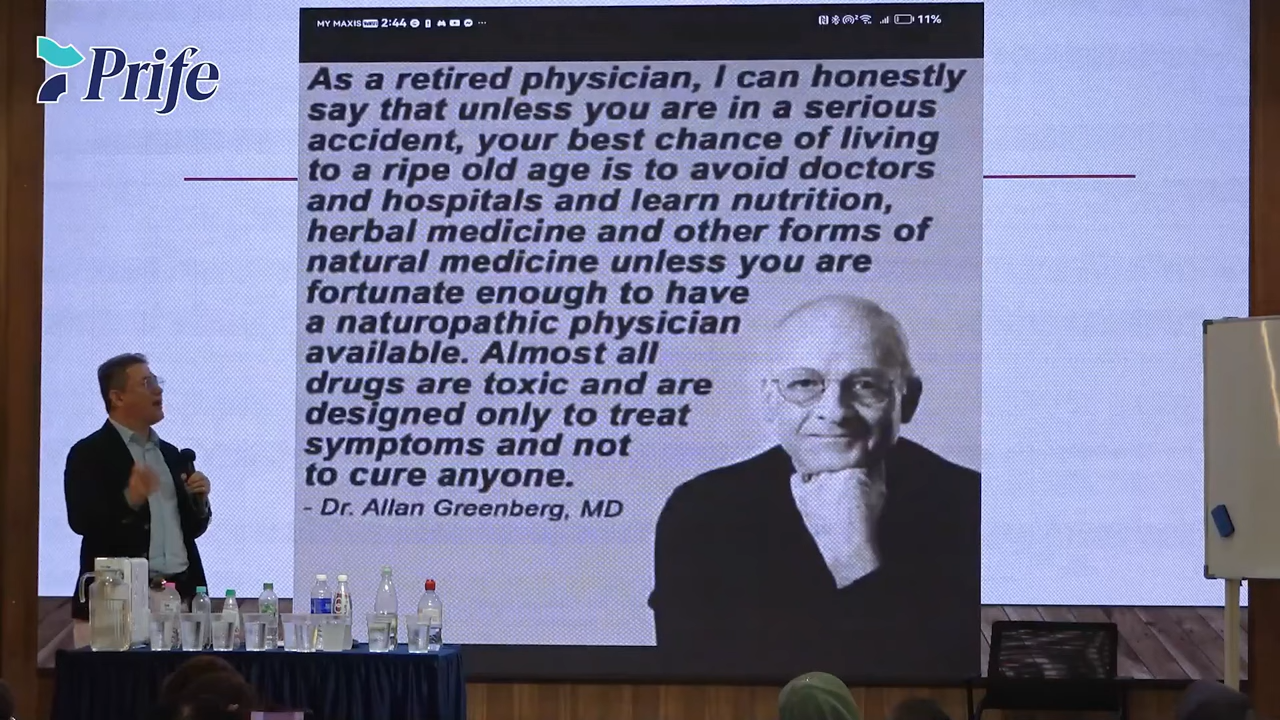 Prife
MY MAXIS 2:44
11%
As a retired physician, I can honestly
say that unless you are in a serious
accident, your best chance of living
to a ripe old age is to avoid doctors
and hospitals and learn nutrition,
herbal medicine and other forms of
natural medicine unless you are
fortunate enough to have
a naturopathic physician
available. Almost all
drugs are toxic and are
designed only to treat
symptoms and not
to cure anyone.
- Dr. Allan Greenberg, MD